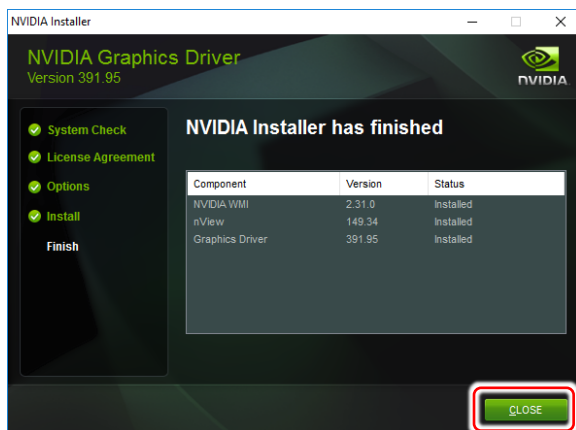 NVIDIA Installer
NVIDIA Graphics Driver
Version 391.95
NVIDIA
System Check
License Agreement
Options
Install
Finish
NVIDIA Installer has finished
Component Version Status
NVIDIA WMI 2.31.0 Installed
nView 149.34 Installed
Graphics Driver 391.95 Installed
CLOSE